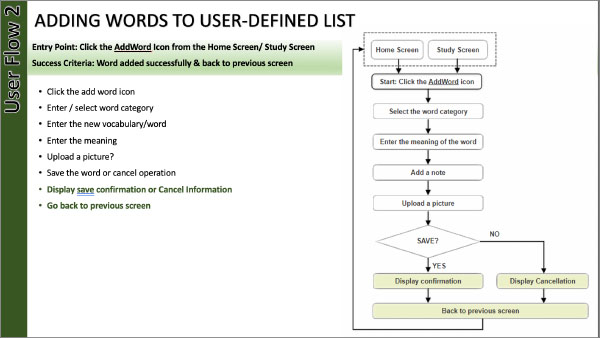 User Flow 2
ADDING WORDS TO USER-DEFINED LIST
Entry Point: Click the AddWord Icon from the Home Screen/ Study Screen
Success Criteria: Word added successfully & back to previous screen
• Click the add word icon
• Enter / select word category
• Enter the new vocabulary/word
• Enter the meaning
• Upload a picture?
• Save the word or cancel operation
• Display save confirmation or Cancel Information
• Go back to previous screen
Home Screen
Study Screen
Start: Click the AddWord icon
Select the word category
Enter the meaning of the word
Add a note
Upload a picture
SAVE?
NO
YES
Display confirmation
Display Cancellation
Back to previous screen